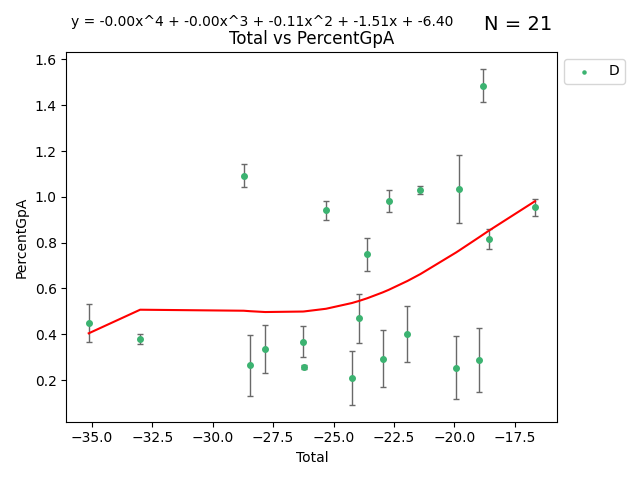 y = -0.00x^4 + -0.00x^3 + -0.11x^2 + -1.51x + -6.40
N = 21
Total vs PercentGpA
D
PercentGpA
1.6
1.4
1.2
1.0
0.8
0.6
0.4
0.2
−35.0 −32.5 −30.0 −27.5 −25.0 −22.5 −20.0 −17.5
Total